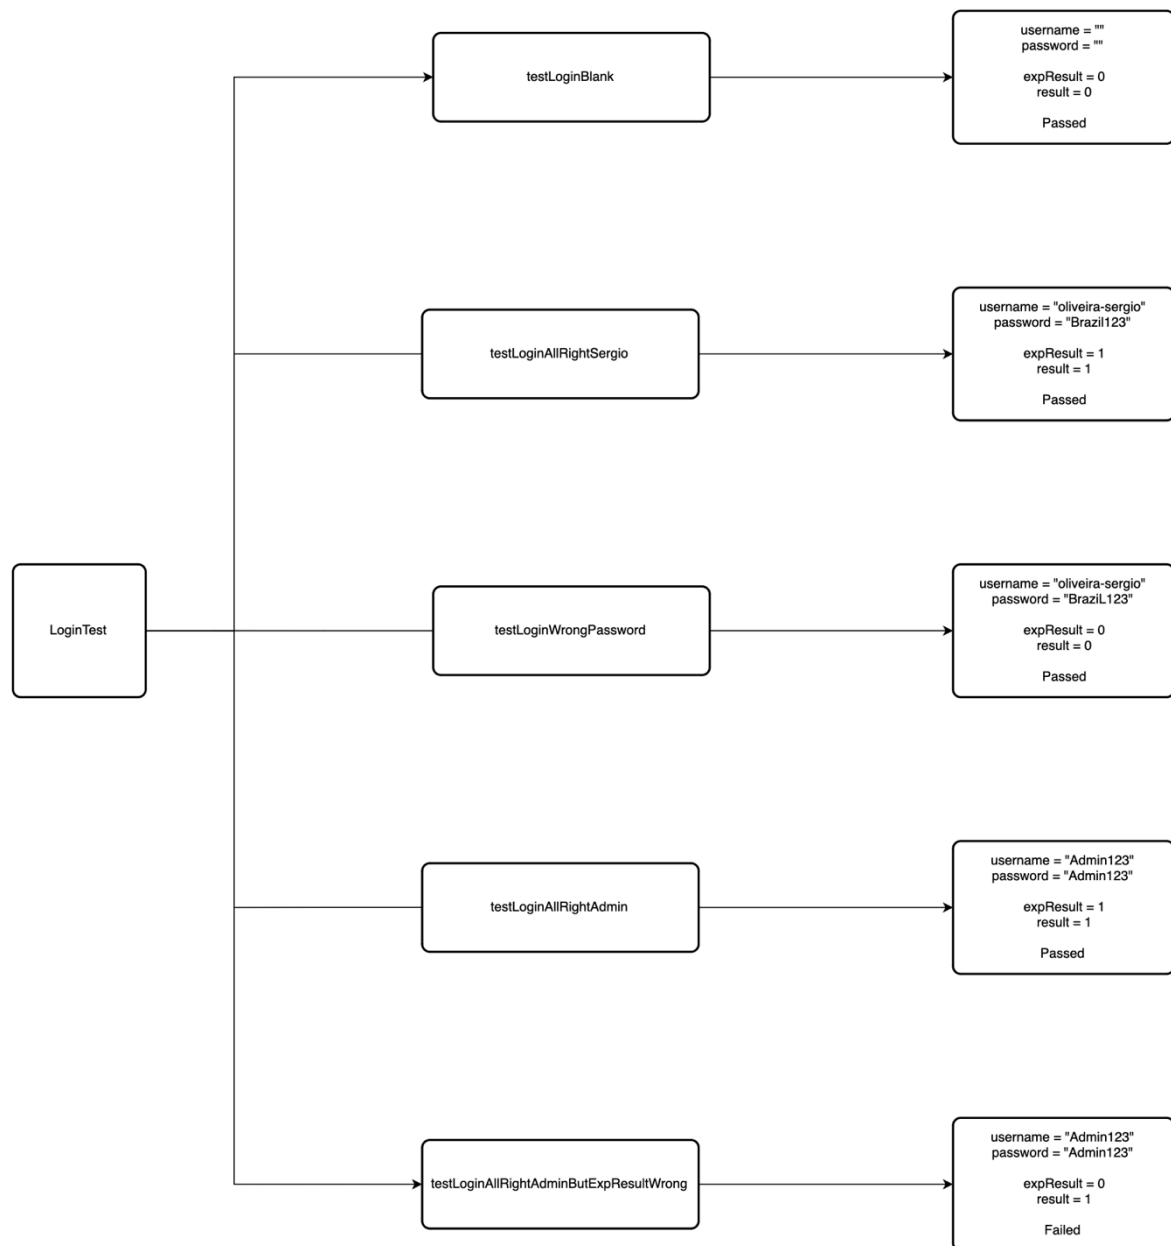 testLoginBlank
username = ""
password = ""
expResult = 0
result = 0
Passed
testLoginAllRightSergio
username = "oliveira-sergio"
password = "Brazil123"
expResult = 1
result = 1
Passed
LoginTest
testLoginWrongPassword
username = "oliveira-sergio"
password = "BraziL123"
expResult = 0
result = 0
Passed
testLoginAllRightAdmin
username = "Admin123"
password = "Admin123"
expResult = 1
result = 1
Passed
testLoginAllRightAdminButExpResultWrong
username = "Admin123"
password = "Admin123"
expResult = 0
result = 1
Failed